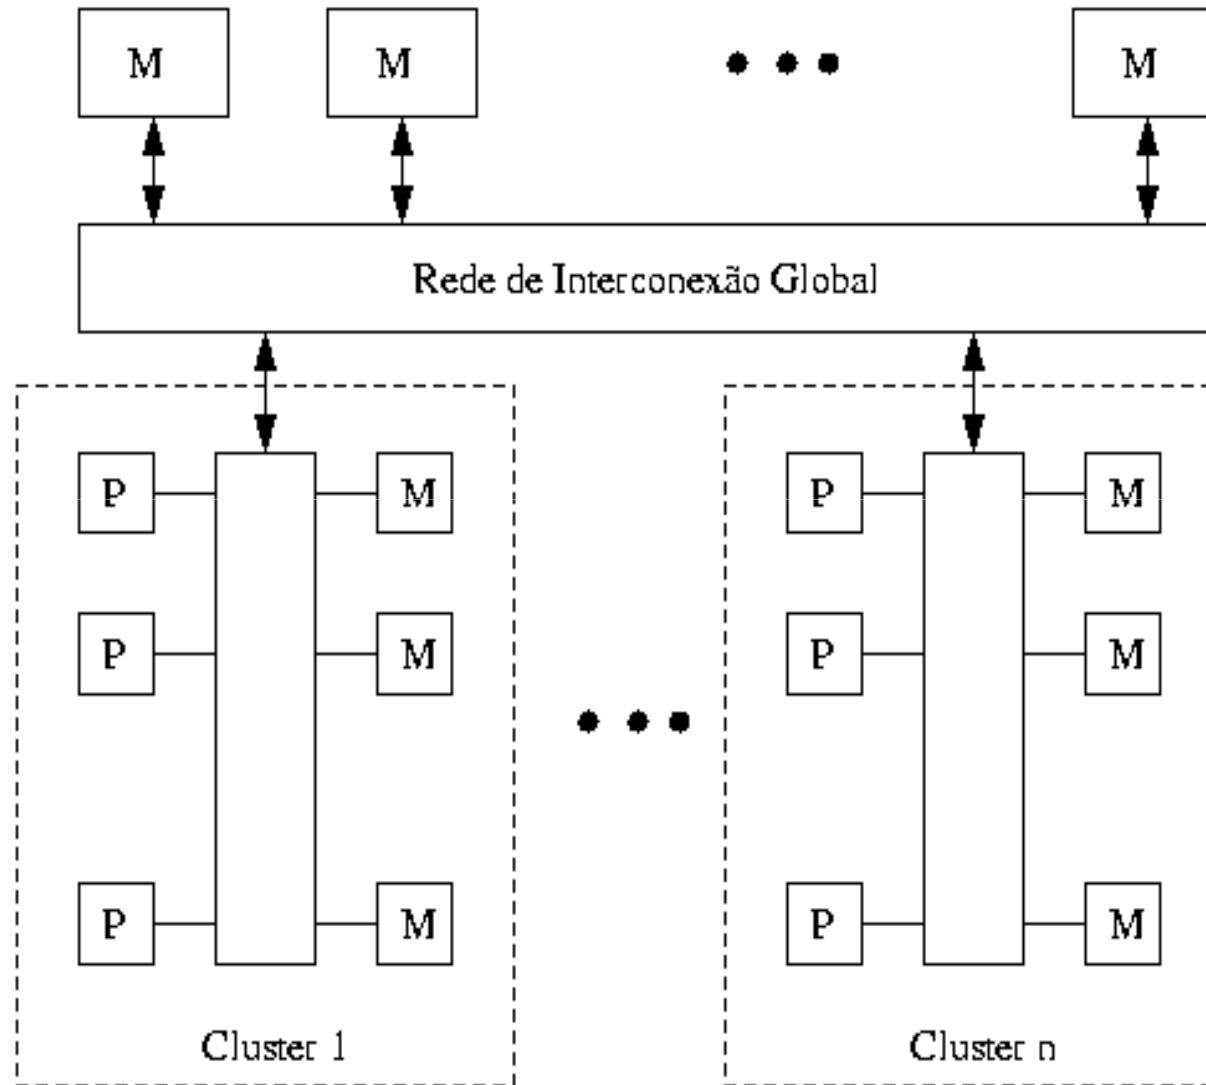 M M M
Rede de Interconexão Global
P M P M
P M P M
P M P M
Cluster 1 Cluster n